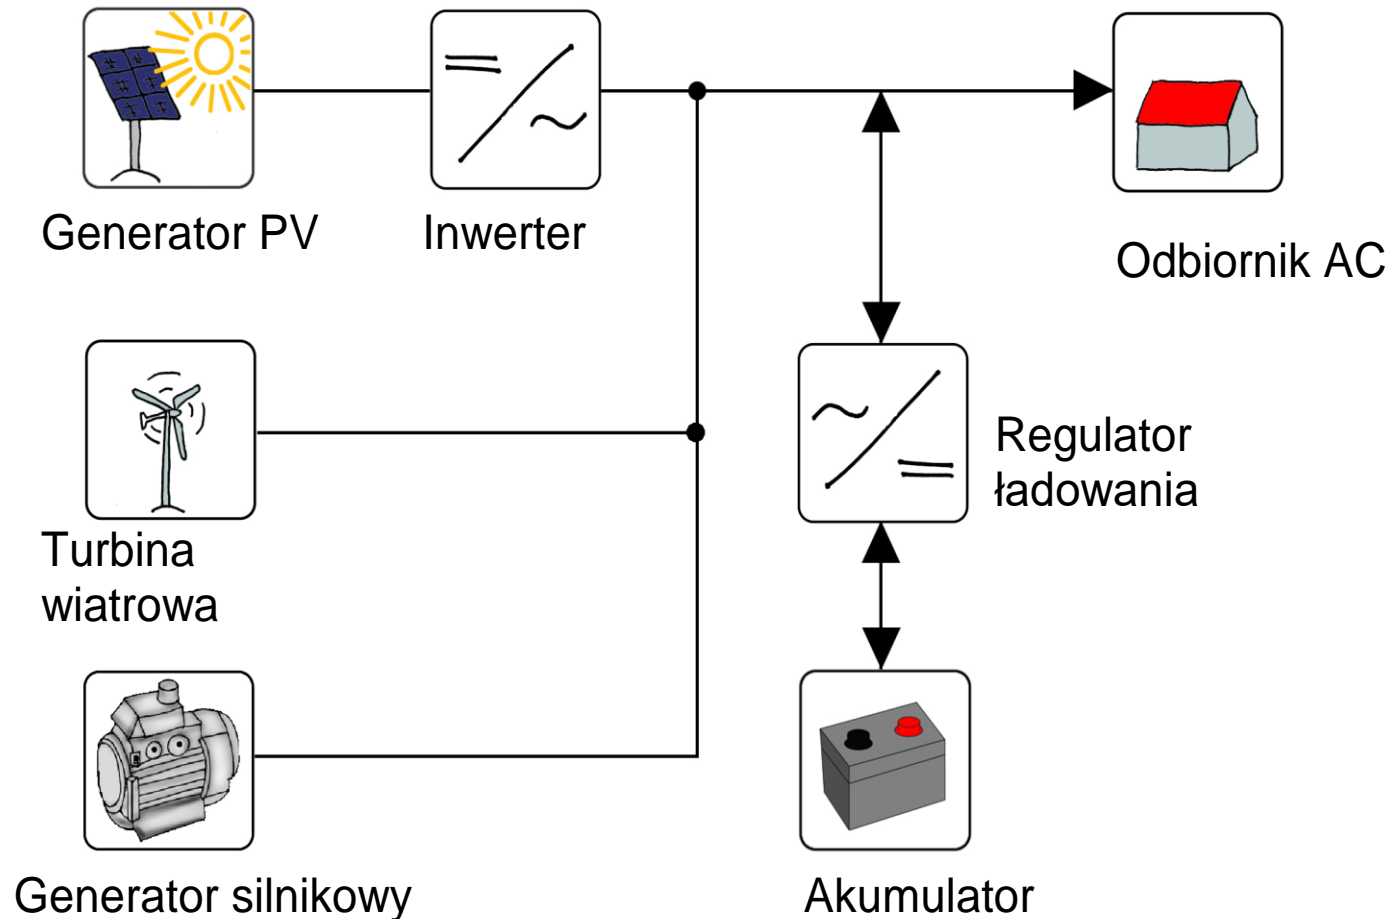 Generator PV
Inwerter
Odbiornik AC
Regulator
ładowania
Turbina
wiatrowa
Generator silnikowy
Akumulator